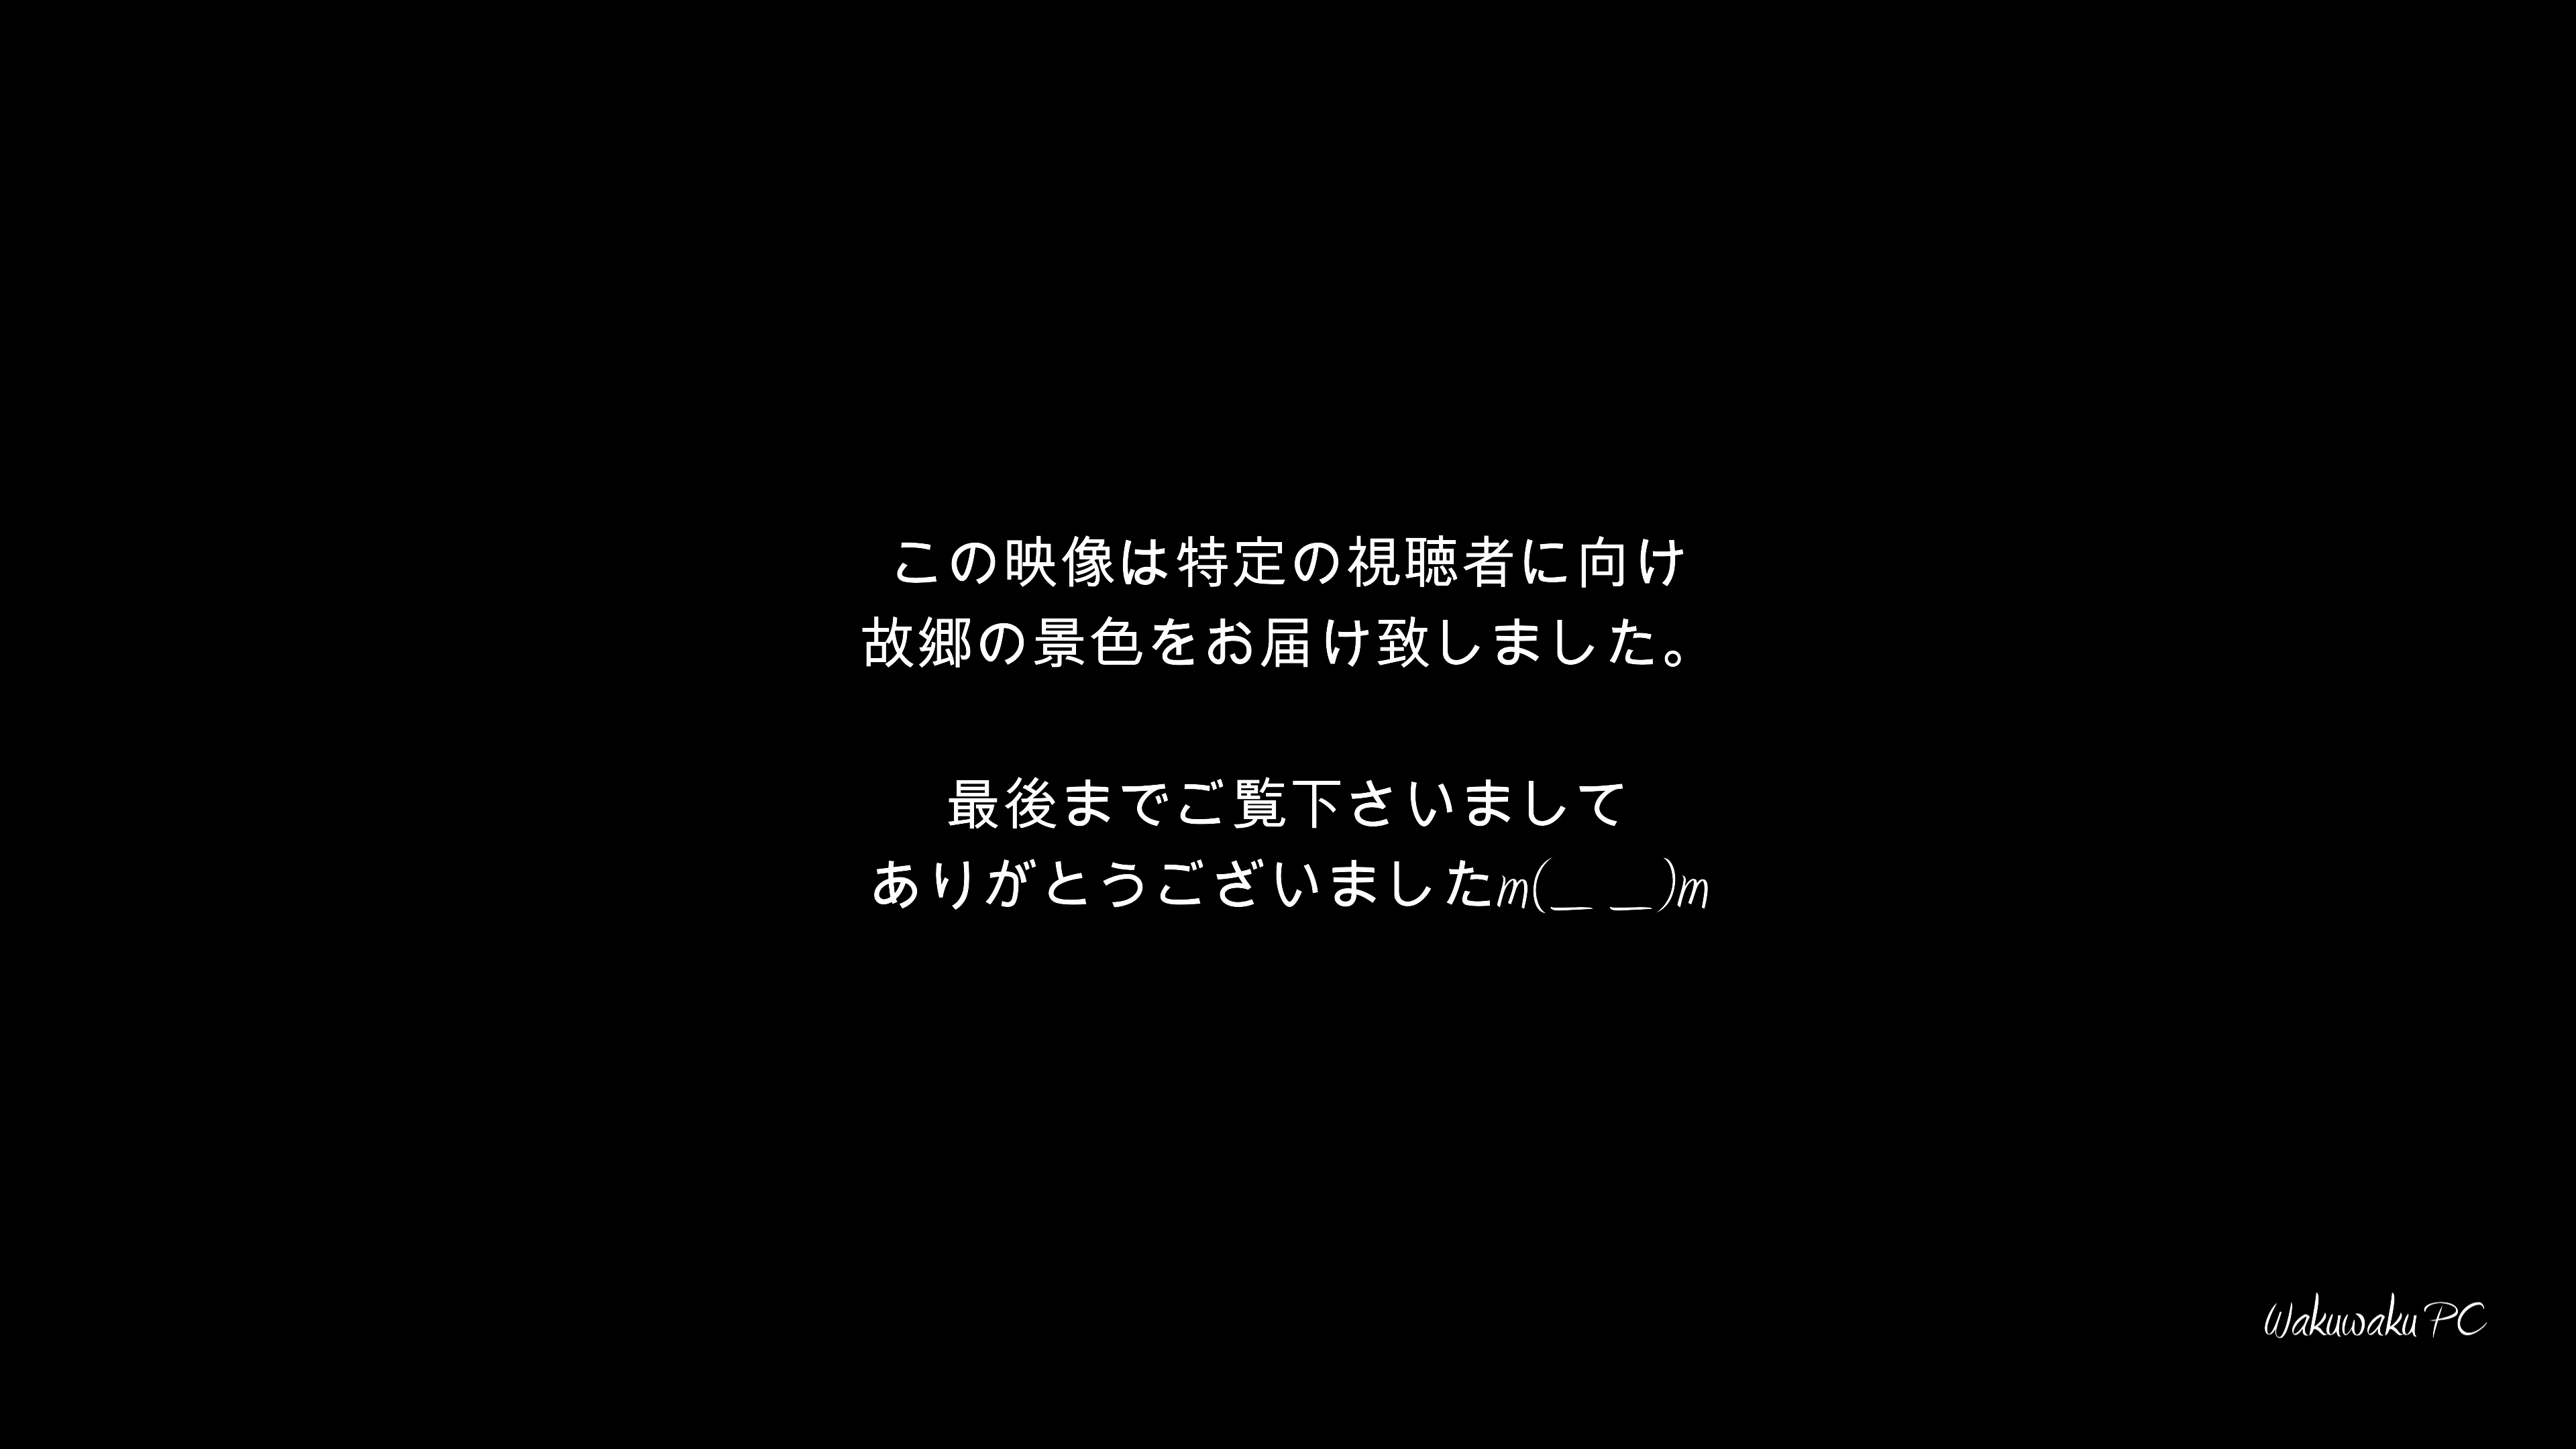 この映像は特定の視聴者に向け
故郷の景色をお届け致しました。
最後までご覧下さいまして
ありがとうございましたm(_ _)m
Wakuwaku PC